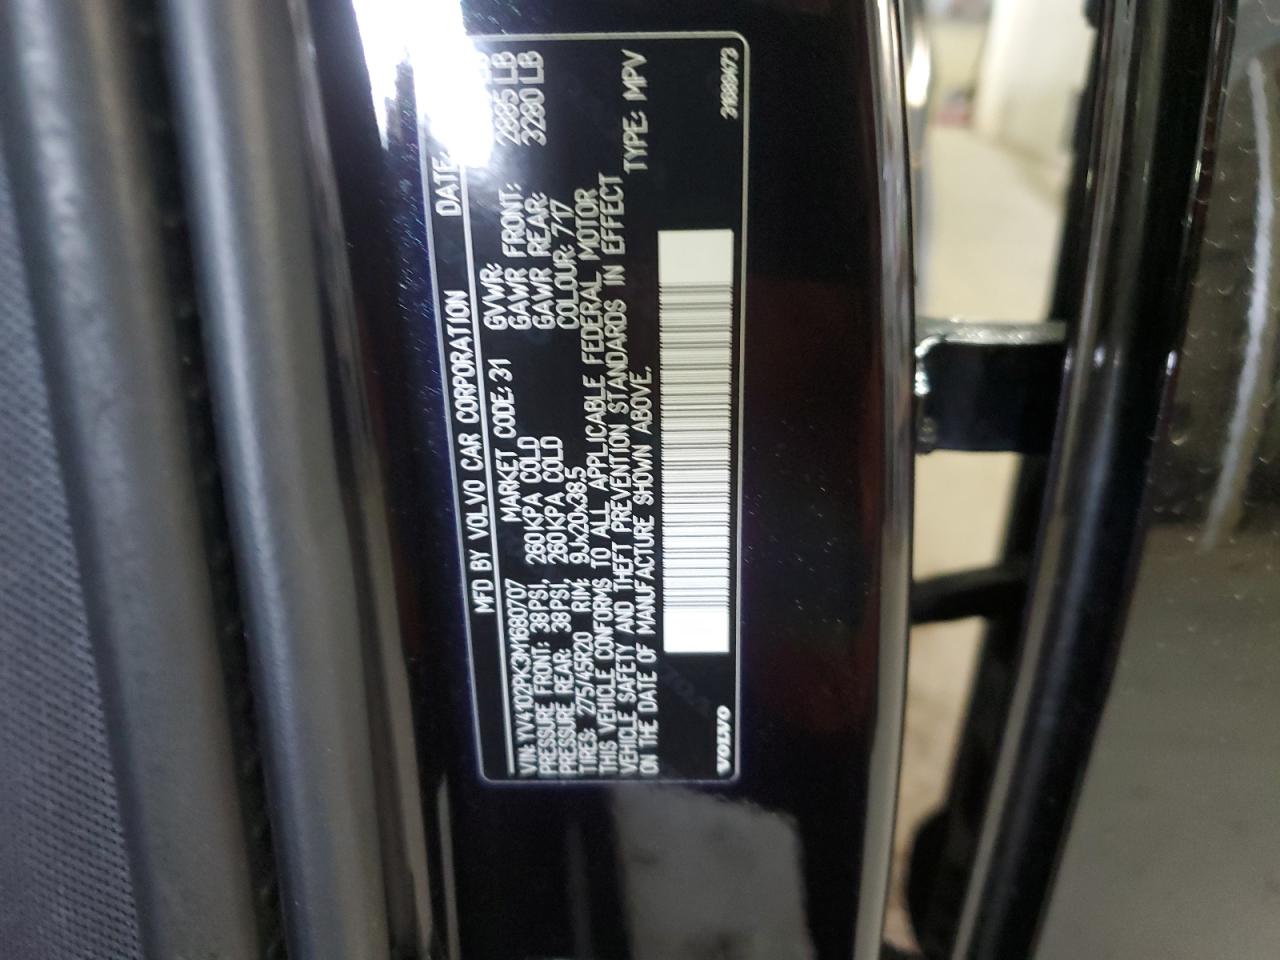 MFD BY VOLVO CAR CORPORATION DATE
VIN: YV4102PK3M1680707 MARKET CODE: 31 GVWR:
PRESSURE FRONT: 38PSI, 260KPA COLD GAWR FRONT: 2885 LB
PRESSURE REAR: 38PSI, 260KPA COLD GAWR REAR: 3280 LB
TIRES: 275/45R20 RIM: 9Jx20x38.5 COLOUR: 717
THIS VEHICLE CONFORMS TO ALL APPLICABLE FEDERAL MOTOR
VEHICLE SAFETY AND THEFT PREVENTION STANDARDS IN EFFECT TYPE: MPV
ON THE DATE OF MANUFACTURE SHOWN ABOVE.
VOLVO 31888473